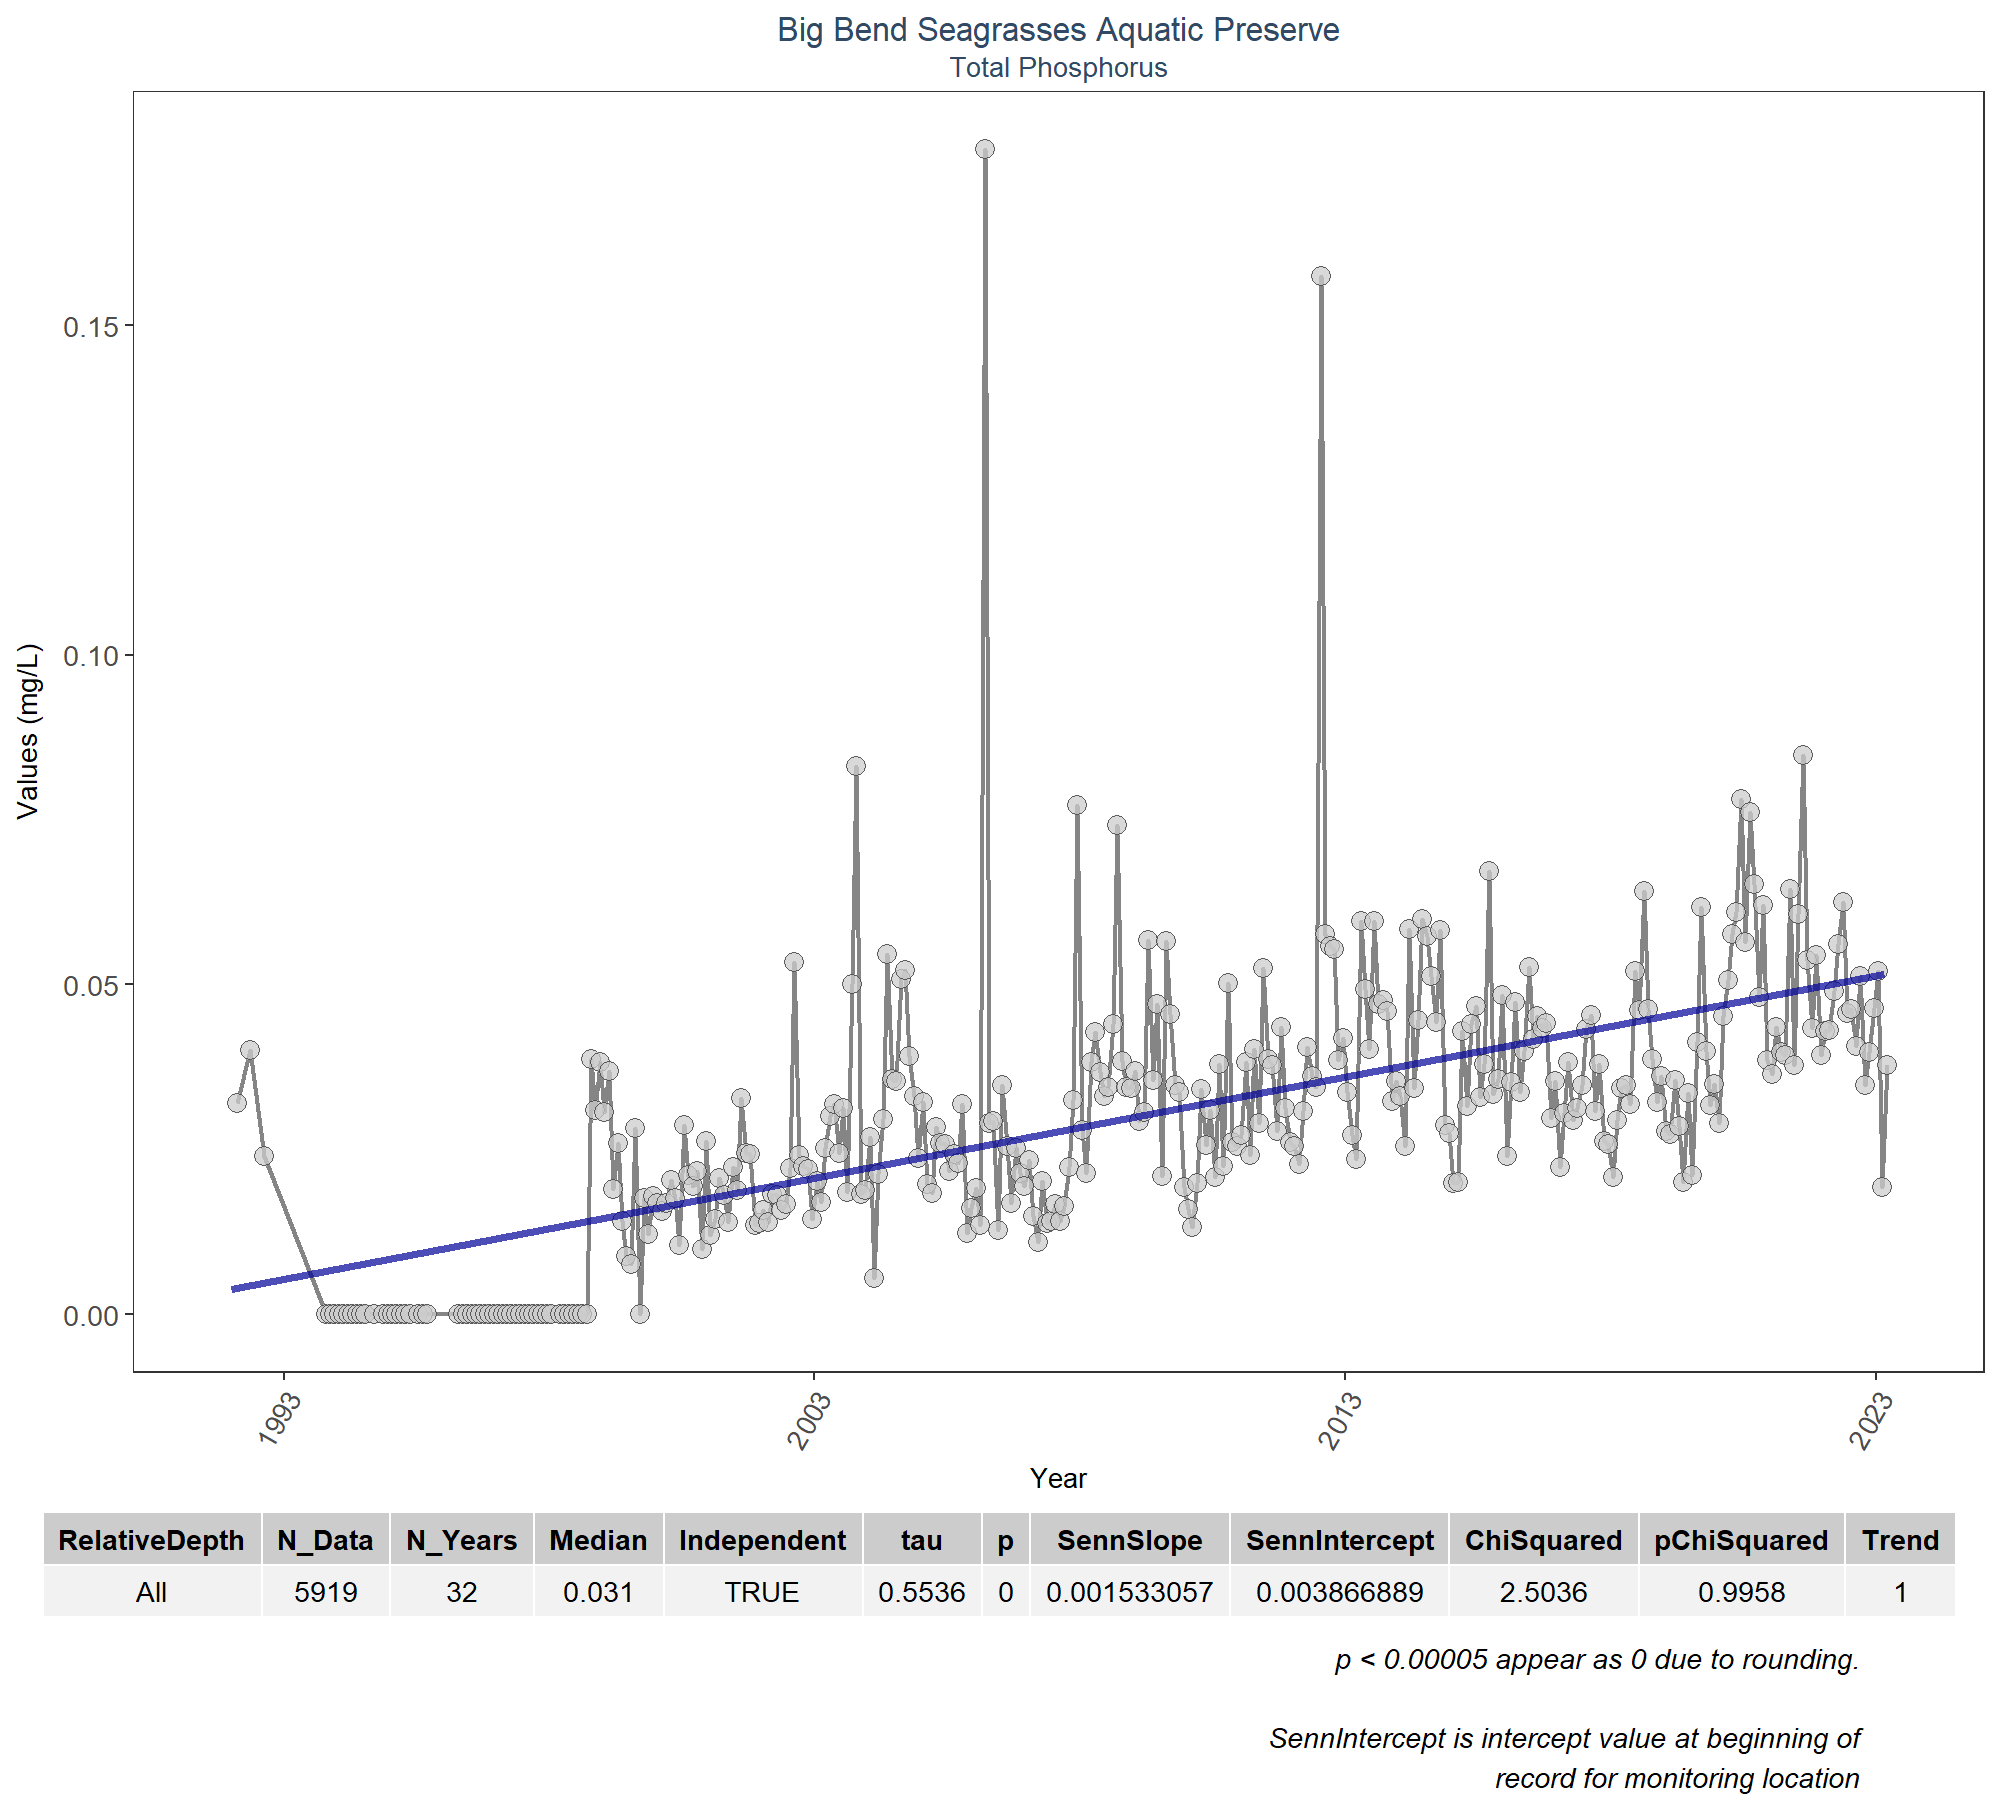 Big Bend Seagrasses Aquatic Preserve
Total Phosphorus
Values (mg/L)
0.15
0.10
0.05
0.00
1993 2003 2013 2023
Year
RelativeDepth N_Data N_Years Median Independent tau p SennSlope SennIntercept ChiSquared pChiSquared Trend
All 5919 32 0.031 TRUE 0.5536 0 0.001533057 0.003866889 2.5036 0.9958 1
p < 0.00005 appear as 0 due to rounding.
SennIntercept is intercept value at beginning of
record for monitoring location